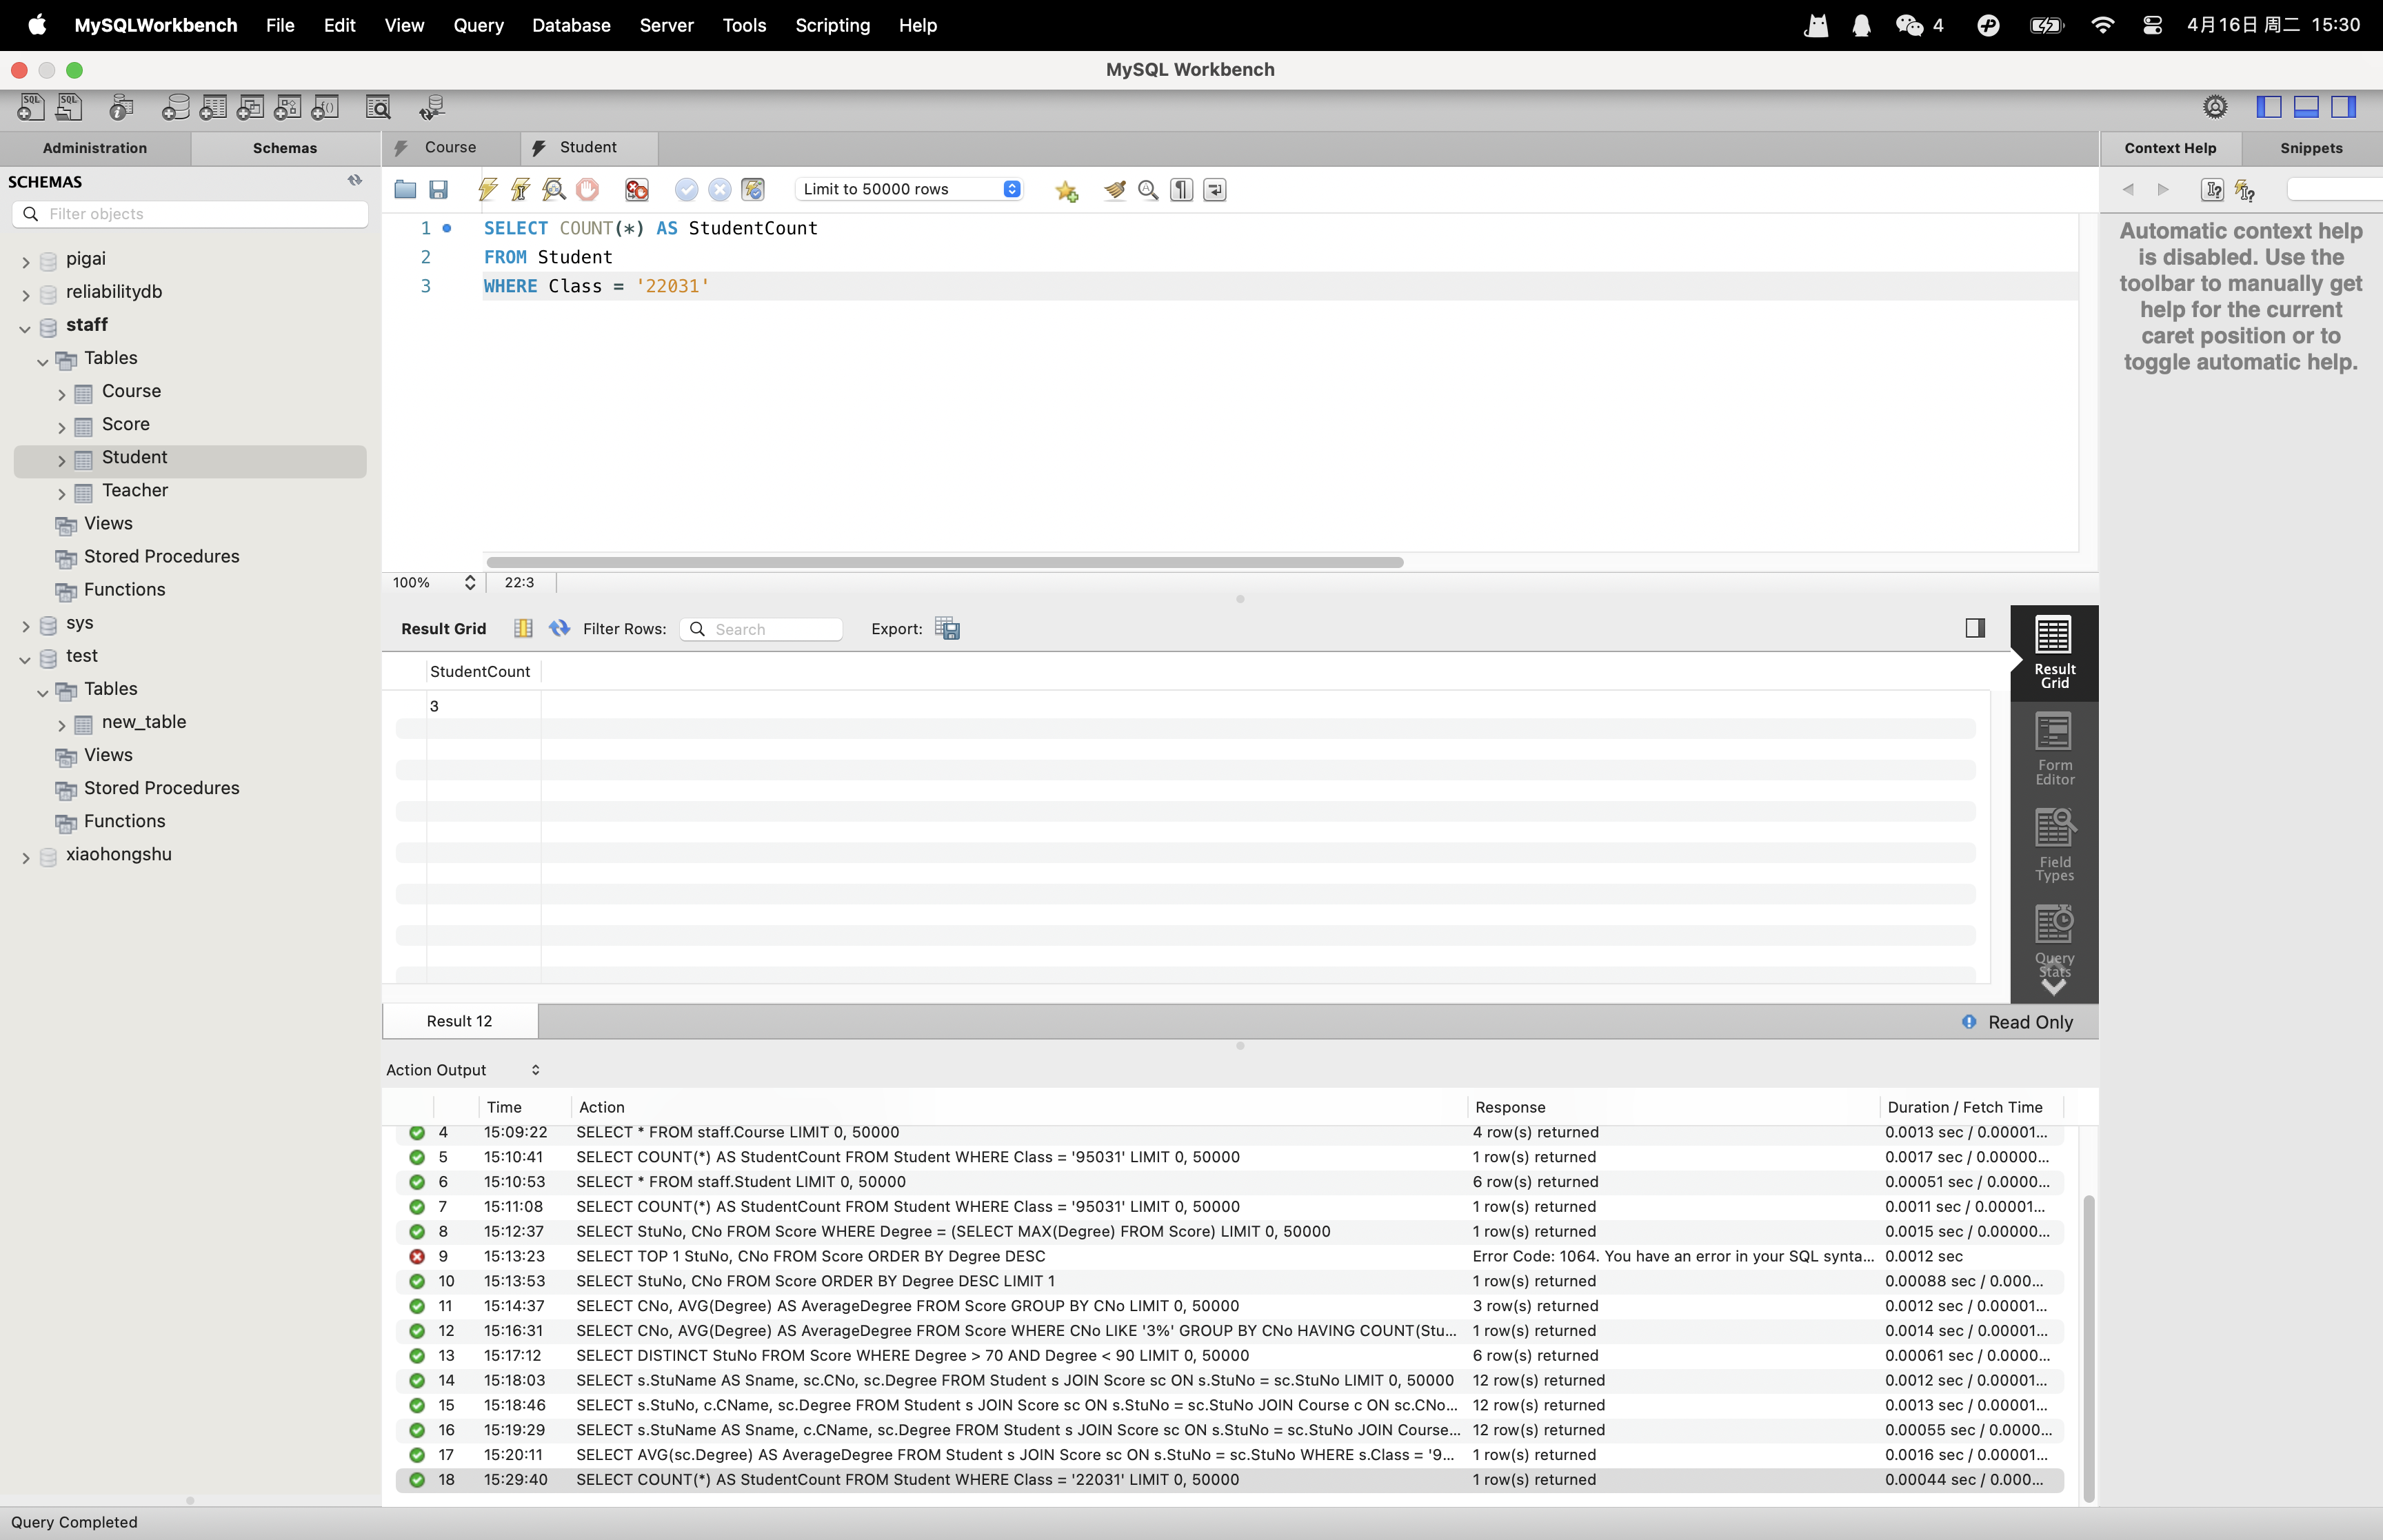 MySQLWorkbench File Edit View Query Database Server Tools Scripting Help 4 4月16日 周二 15:30
MySQL Workbench
Administration Schemas
Course Student
Context Help Snippets
SCHEMAS
Filter objects
Limit to 50000 rows
pigai
reliabilitydb
staff
Tables
Course
Score
Student
Teacher
Views
Stored Procedures
Functions
sys
test
Tables
new_table
Views
Stored Procedures
Functions
xiaohongshu
1 SELECT COUNT(*) AS StudentCount
2 FROM Student
3 WHERE Class = '22031'
100% 22:3
Automatic context help
is disabled. Use the
toolbar to manually get
help for the current
caret position or to
toggle automatic help.
Result Grid Filter Rows: Search Export:
StudentCount
3
Result
Grid
Form
Editor
Field
Types
Query
Stats
Result 12 Read Only
Action Output
Time Action Response Duration / Fetch Time
4 15:09:22 SELECT * FROM staff.Course LIMIT 0, 50000 4 row(s) returned 0.0013 sec / 0.00001...
5 15:10:41 SELECT COUNT(*) AS StudentCount FROM Student WHERE Class = '95031' LIMIT 0, 50000 1 row(s) returned 0.0017 sec / 0.00000...
6 15:10:53 SELECT * FROM staff.Student LIMIT 0, 50000 6 row(s) returned 0.00051 sec / 0.0000...
7 15:11:08 SELECT COUNT(*) AS StudentCount FROM Student WHERE Class = '95031' LIMIT 0, 50000 1 row(s) returned 0.0011 sec / 0.00001...
8 15:12:37 SELECT StuNo, CNo FROM Score WHERE Degree = (SELECT MAX(Degree) FROM Score) LIMIT 0, 50000 1 row(s) returned 0.0015 sec / 0.00000...
9 15:13:23 SELECT TOP 1 StuNo, CNo FROM Score ORDER BY Degree DESC Error Code: 1064. You have an error in your SQL synta... 0.0012 sec
10 15:13:53 SELECT StuNo, CNo FROM Score ORDER BY Degree DESC LIMIT 1 1 row(s) returned 0.00088 sec / 0.000...
11 15:14:37 SELECT CNo, AVG(Degree) AS AverageDegree FROM Score GROUP BY CNo LIMIT 0, 50000 3 row(s) returned 0.0012 sec / 0.00001...
12 15:16:31 SELECT CNo, AVG(Degree) AS AverageDegree FROM Score WHERE CNo LIKE '3%' GROUP BY CNo HAVING COUNT(Stu... 1 row(s) returned 0.0014 sec / 0.00001...
13 15:17:12 SELECT DISTINCT StuNo FROM Score WHERE Degree > 70 AND Degree < 90 LIMIT 0, 50000 6 row(s) returned 0.00061 sec / 0.0000...
14 15:18:03 SELECT s.StuName AS Sname, sc.CNo, sc.Degree FROM Student s JOIN Score sc ON s.StuNo = sc.StuNo LIMIT 0, 50000 12 row(s) returned 0.0012 sec / 0.00001...
15 15:18:46 SELECT s.StuNo, c.CName, sc.Degree FROM Student s JOIN Score sc ON s.StuNo = sc.StuNo JOIN Course c ON sc.CNo... 12 row(s) returned 0.0013 sec / 0.00001...
16 15:19:29 SELECT s.StuName AS Sname, c.CName, sc.Degree FROM Student s JOIN Score sc ON s.StuNo = sc.StuNo JOIN Course... 12 row(s) returned 0.00055 sec / 0.0000...
17 15:20:11 SELECT AVG(sc.Degree) AS AverageDegree FROM Student s JOIN Score sc ON s.StuNo = sc.StuNo WHERE s.Class = '9... 1 row(s) returned 0.0016 sec / 0.00001...
18 15:29:40 SELECT COUNT(*) AS StudentCount FROM Student WHERE Class = '22031' LIMIT 0, 50000 1 row(s) returned 0.00044 sec / 0.000...
Query Completed